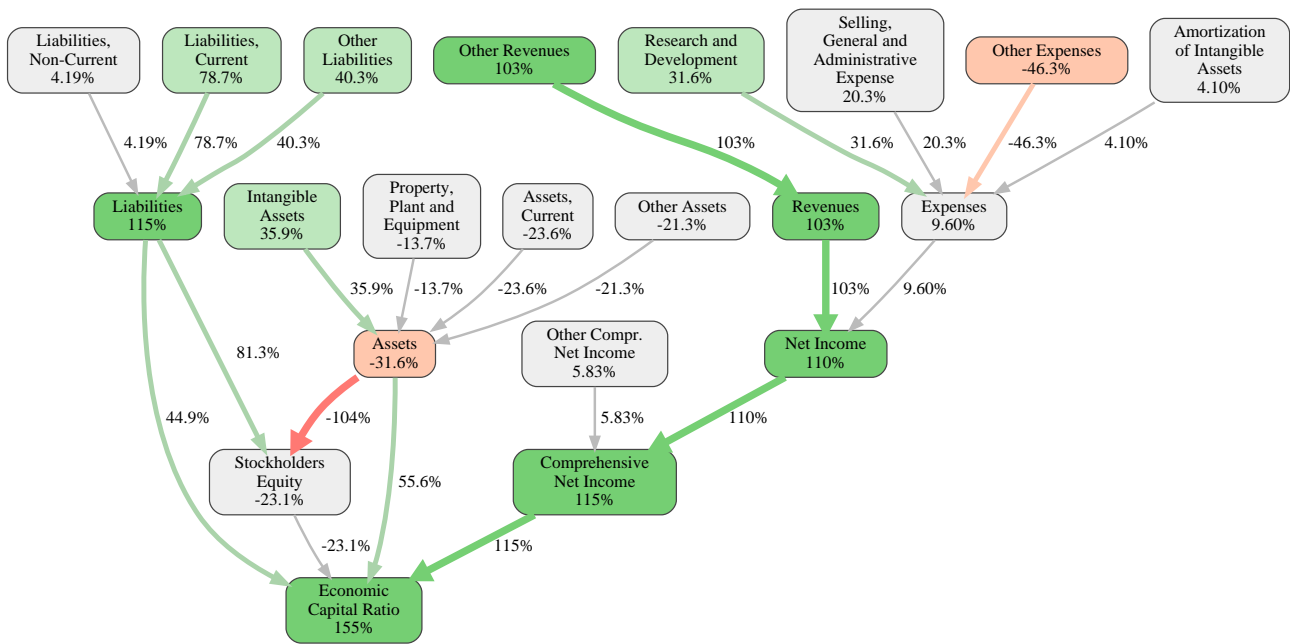 Liabilities,
Non-Current
4.19%
Liabilities,
Current
78.7%
Other
Liabilities
40.3%
Other Revenues
103%
Research and
Development
31.6%
Selling,
General and
Administrative
Expense
20.3%
Other Expenses
-46.3%
Amortization
of Intangible
Assets
4.10%
4.19%
78.7%
40.3%
103%
31.6%
20.3%
-46.3%
4.10%
Liabilities
115%
Intangible
Assets
35.9%
Property,
Plant and
Equipment
-13.7%
Assets,
Current
-23.6%
Other Assets
-21.3%
Revenues
103%
Expenses
9.60%
35.9%
-13.7%
-23.6%
-21.3%
103%
9.60%
81.3%
Assets
-31.6%
Other Compr.
Net Income
5.83%
Net Income
110%
44.9%
-104%
55.6%
5.83%
110%
Stockholders
Equity
-23.1%
Comprehensive
Net Income
115%
-23.1%
115%
Economic
Capital Ratio
155%